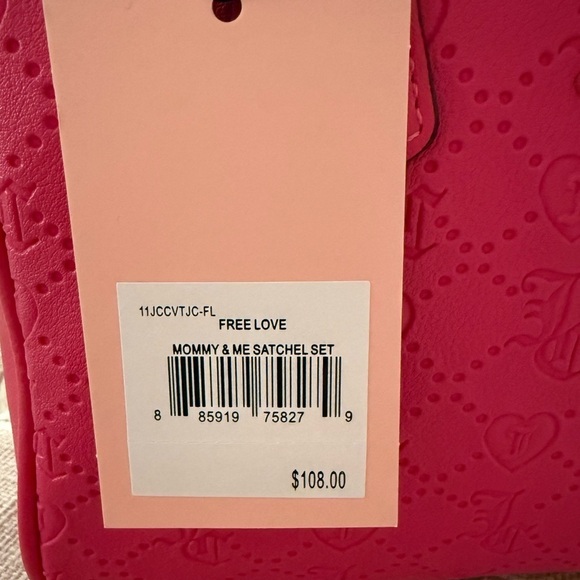 11JCCVTJC-FL
FREE LOVE
MOMMY & ME SATCHEL SET
8 85919 75827 9
$108.00